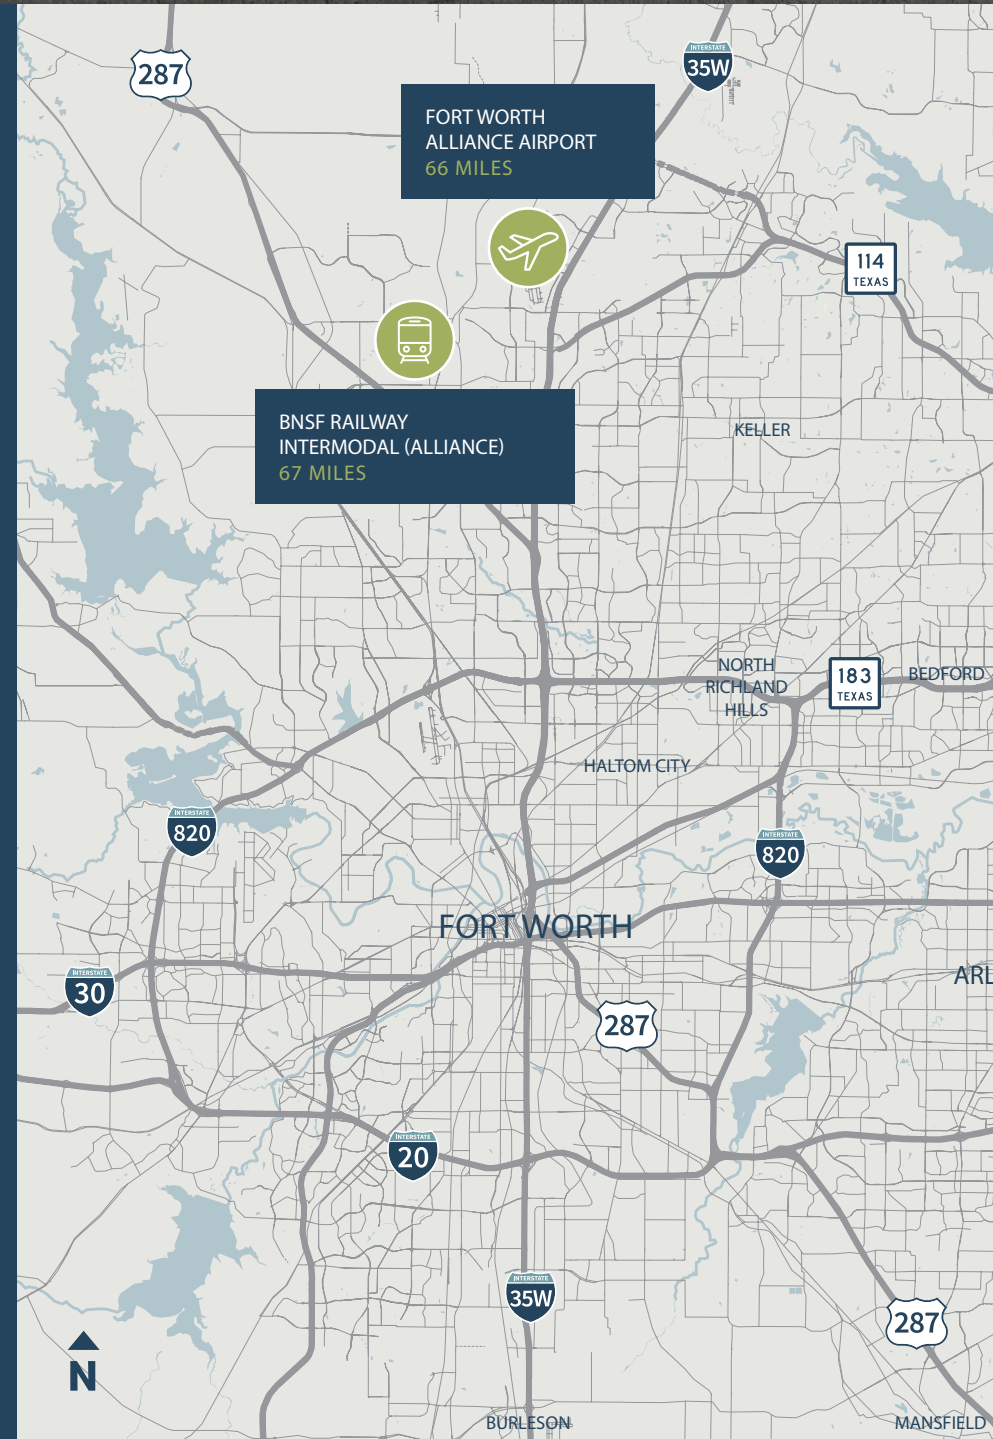 287
INTERSTATE
35W
FORT WORTH
ALLIANCE AIRPORT
66 MILES
114
TEXAS
BNSF RAILWAY
INTERMODAL (ALLIANCE)
67 MILES
KELLER
NORTH
RICHLAND
HILLS
183
TEXAS
BEDFORD
HALTOM CITY
INTERSTATE
820
INTERSTATE
820
FORT WORTH
INTERSTATE
30
ARL
287
INTERSTATE
20
INTERSTATE
35W
287
N
BURLESON
MANSFIELD